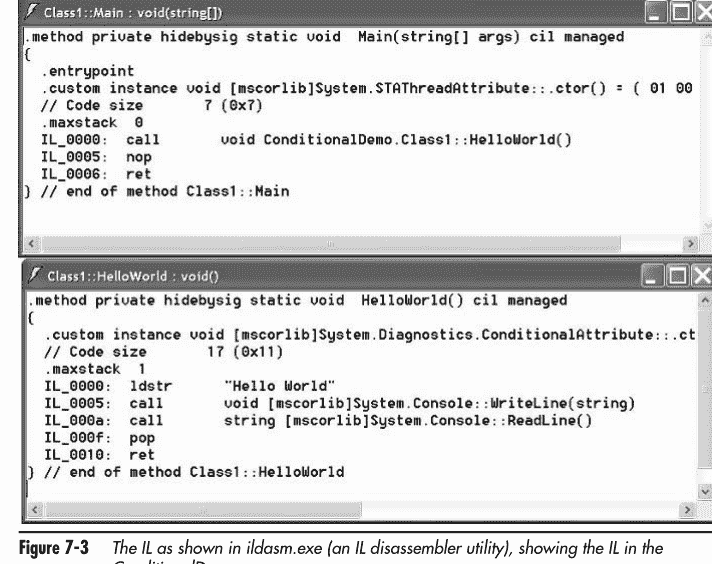 Class1::Main : void(string[])
.method private hidebysig static void Main(string[] args) cil managed
{
.entrypoint
.custom instance void [mscorlib]System.STAThreadAttribute::.ctor() = ( 01 00
// Code size 7 (0x7)
.maxstack 0
IL_0000: call void ConditionalDemo.Class1::HelloWorld()
IL_0005: nop
IL_0006: ret
} // end of method Class1::Main
Class1::HelloWorld : void()
.method private hidebysig static void HelloWorld() cil managed
{
.custom instance void [mscorlib]System.Diagnostics.ConditionalAttribute::.ct
// Code size 17 (0x11)
.maxstack 1
IL_0000: ldstr "Hello World"
IL_0005: call void [mscorlib]System.Console::WriteLine(string)
IL_000a: call string [mscorlib]System.Console::ReadLine()
IL_000f: pop
IL_0010: ret
} // end of method Class1::HelloWorld
Figure 7-3 The IL as shown in ildasm.exe (an IL disassembler utility), showing the IL in the